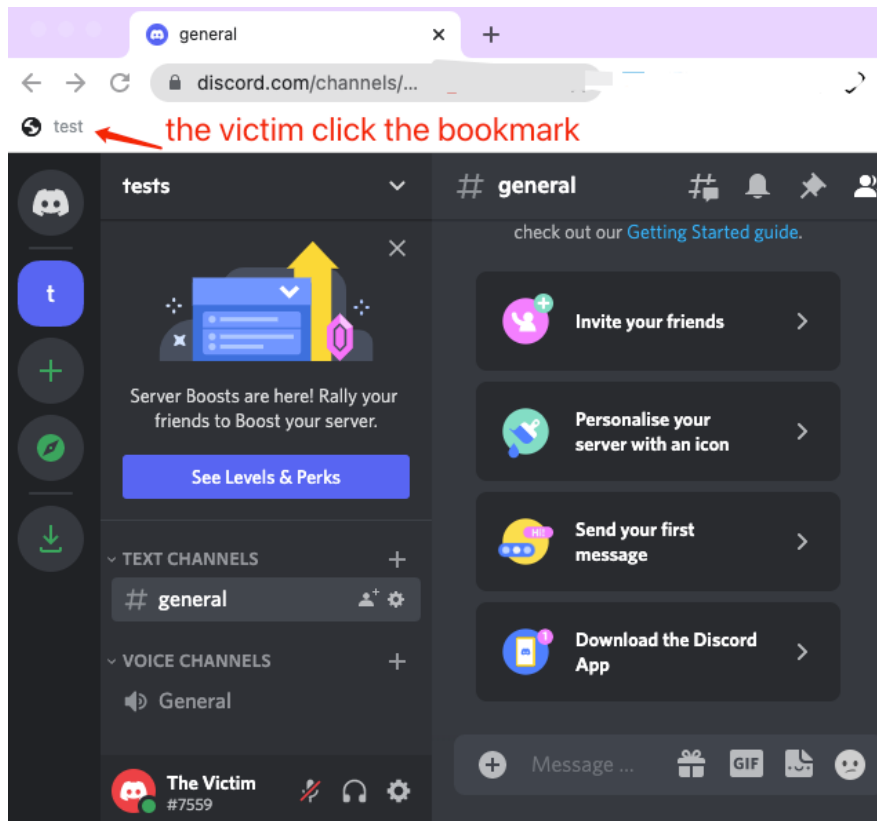 general
discord.com/channels/...
test
the victim click the bookmark
tests
general
check out our Getting Started guide.
t
Server Boosts are here! Rally your
friends to Boost your server.
See Levels & Perks
Invite your friends
Personalise your
server with an icon
HI!
Send your first
message
1
Download the Discord
App
TEXT CHANNELS
general
VOICE CHANNELS
General
The Victim
#7559
Message ...
GIF